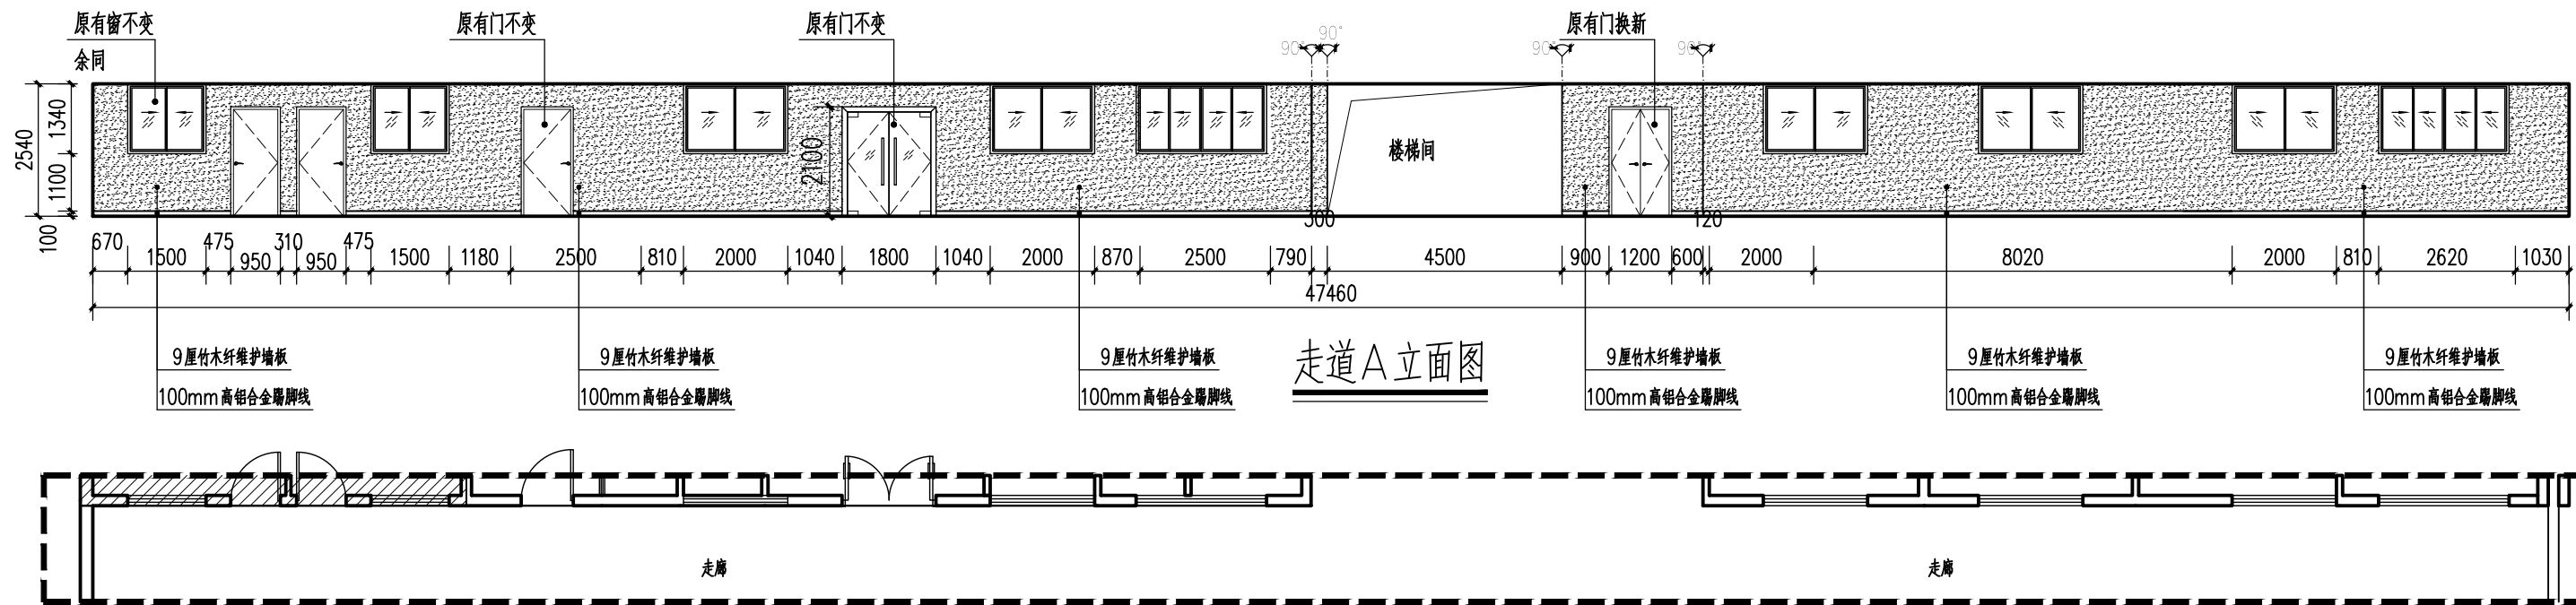 原有窗不变
余同
原有门不变
原有门不变
原有门换新
90°
90°
90°
90°
2540
1340
1100
100
2100
楼梯间
300
120
670
1500
475
950
310
950
475
1500
1180
2500
810
2000
1040
1800
1040
2000
870
2500
790
4500
900
1200
600
2000
8020
2000
810
2620
1030
47460
9厘竹木纤维护墙板
100mm高铝合金踢脚线
9厘竹木纤维护墙板
100mm高铝合金踢脚线
9厘竹木纤维护墙板
100mm高铝合金踢脚线
走道A立面图
9厘竹木纤维护墙板
100mm高铝合金踢脚线
9厘竹木纤维护墙板
100mm高铝合金踢脚线
9厘竹木纤维护墙板
100mm高铝合金踢脚线
走廊
走廊